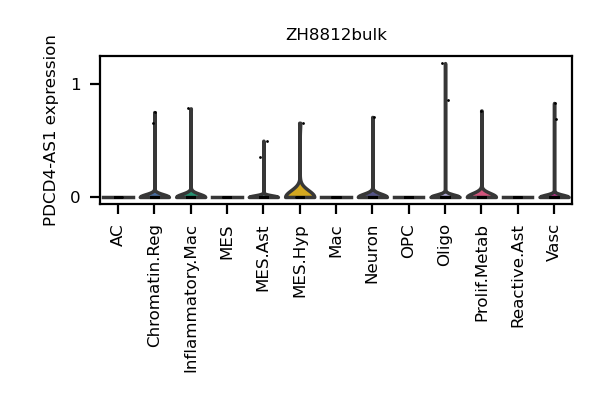 ZH8812bulk
PDCD4-AS1 expression
1
0
AC
Chromatin.Reg
Inflammatory.Mac
MES
MES.Ast
MES.Hyp
Mac
Neuron
OPC
Oligo
Prolif.Metab
Reactive.Ast
Vasc